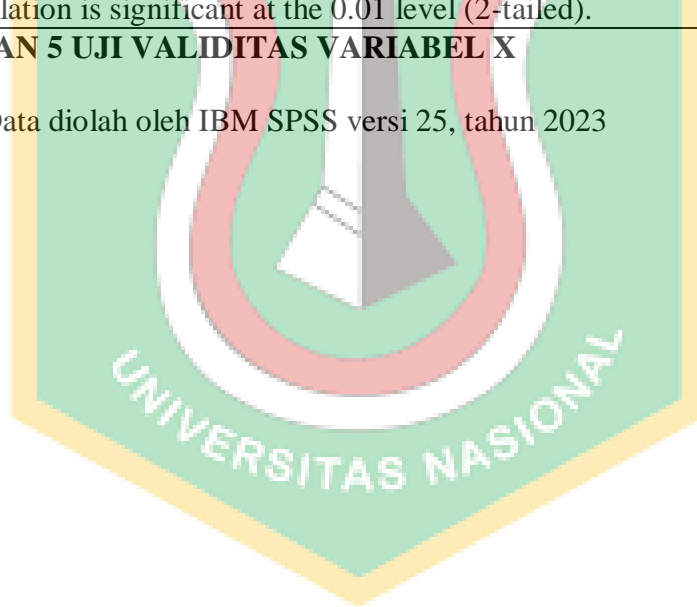 lation is significant at the 0.01 level (2-tailed).
AN 5 UJI VALIDITAS VARIABEL X
Data diolah oleh IBM SPSS versi 25, tahun 2023
UNIVERSITAS NASIONAL